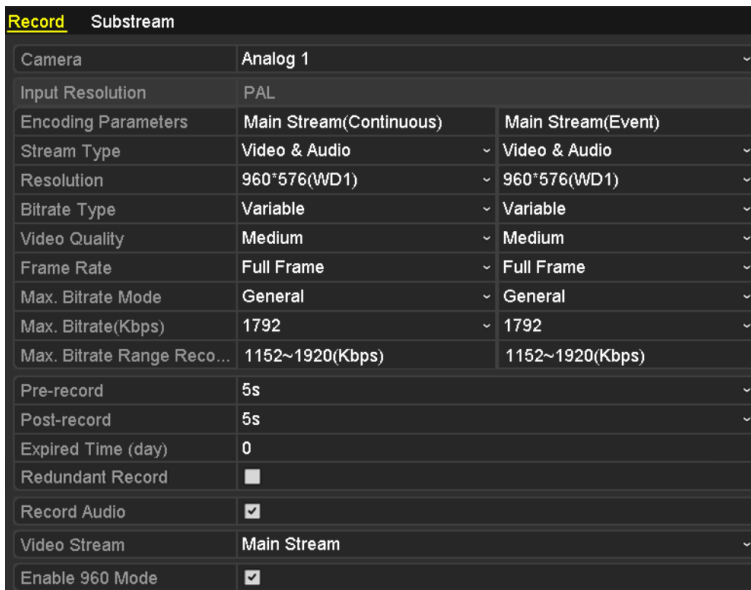 Record Substream
Camera Analog 1
Input Resolution PAL
Encoding Parameters Main Stream(Continuous) Main Stream(Event)
Stream Type Video & Audio Video & Audio
Resolution 960*576(WD1) 960*576(WD1)
Bitrate Type Variable Variable
Video Quality Medium Medium
Frame Rate Full Frame Full Frame
Max. Bitrate Mode General General
Max. Bitrate(Kbps) 1792 1792
Max. Bitrate Range Reco... 1152~1920(Kbps) 1152~1920(Kbps)
Pre-record 5s
Post-record 5s
Expired Time (day) 0
Redundant Record
Record Audio
Video Stream Main Stream
Enable 960 Mode